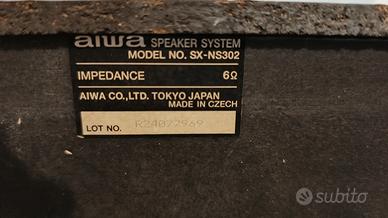 aiwa SPEAKER SYSTEM
MODEL NO. SX-NS302
IMPEDANCE 6Ω
AIWA CO.,LTD. TOKYO JAPAN
MADE IN CZECH
LOT NO. R24072969
subito